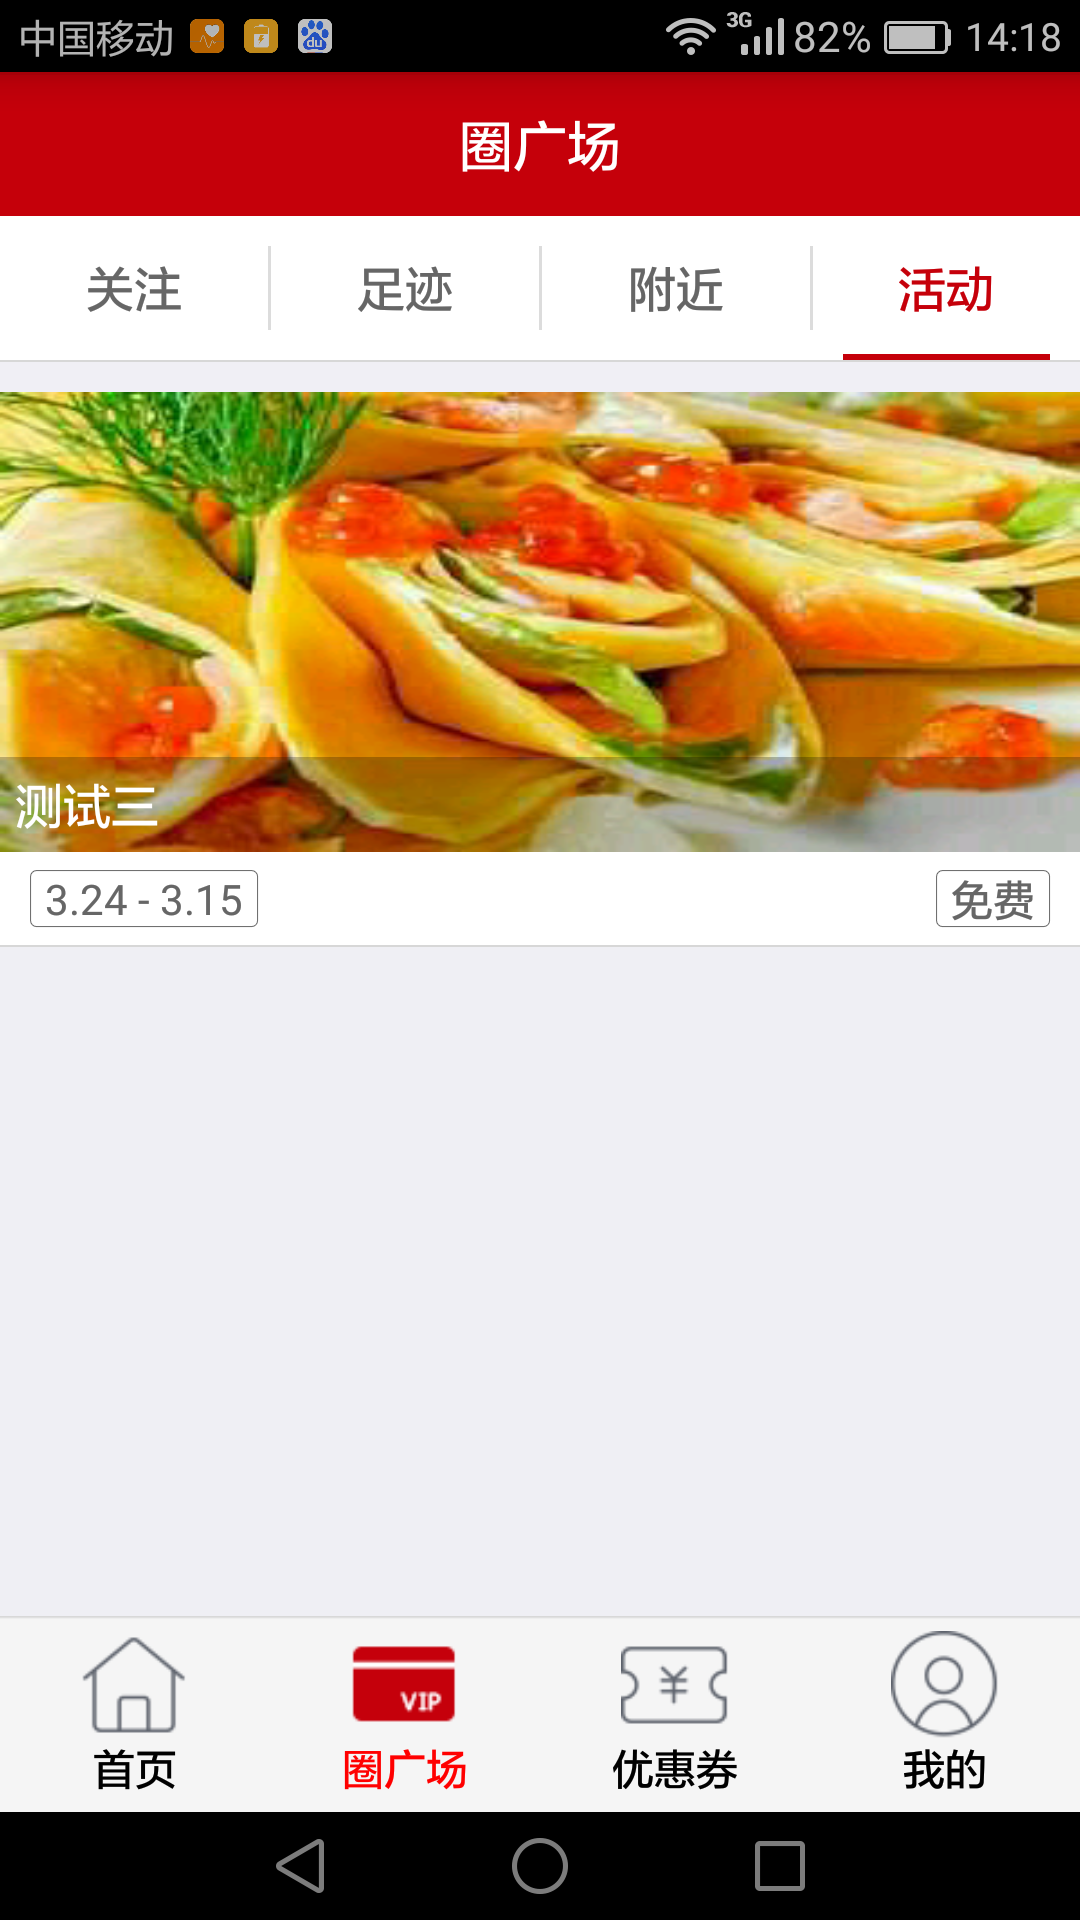 中国移动 du 3G 82% 14:18
圈广场
关注 足迹 附近 活动
测试三
3.24 - 3.15 免费
VIP ¥
首页 圈广场 优惠券 我的